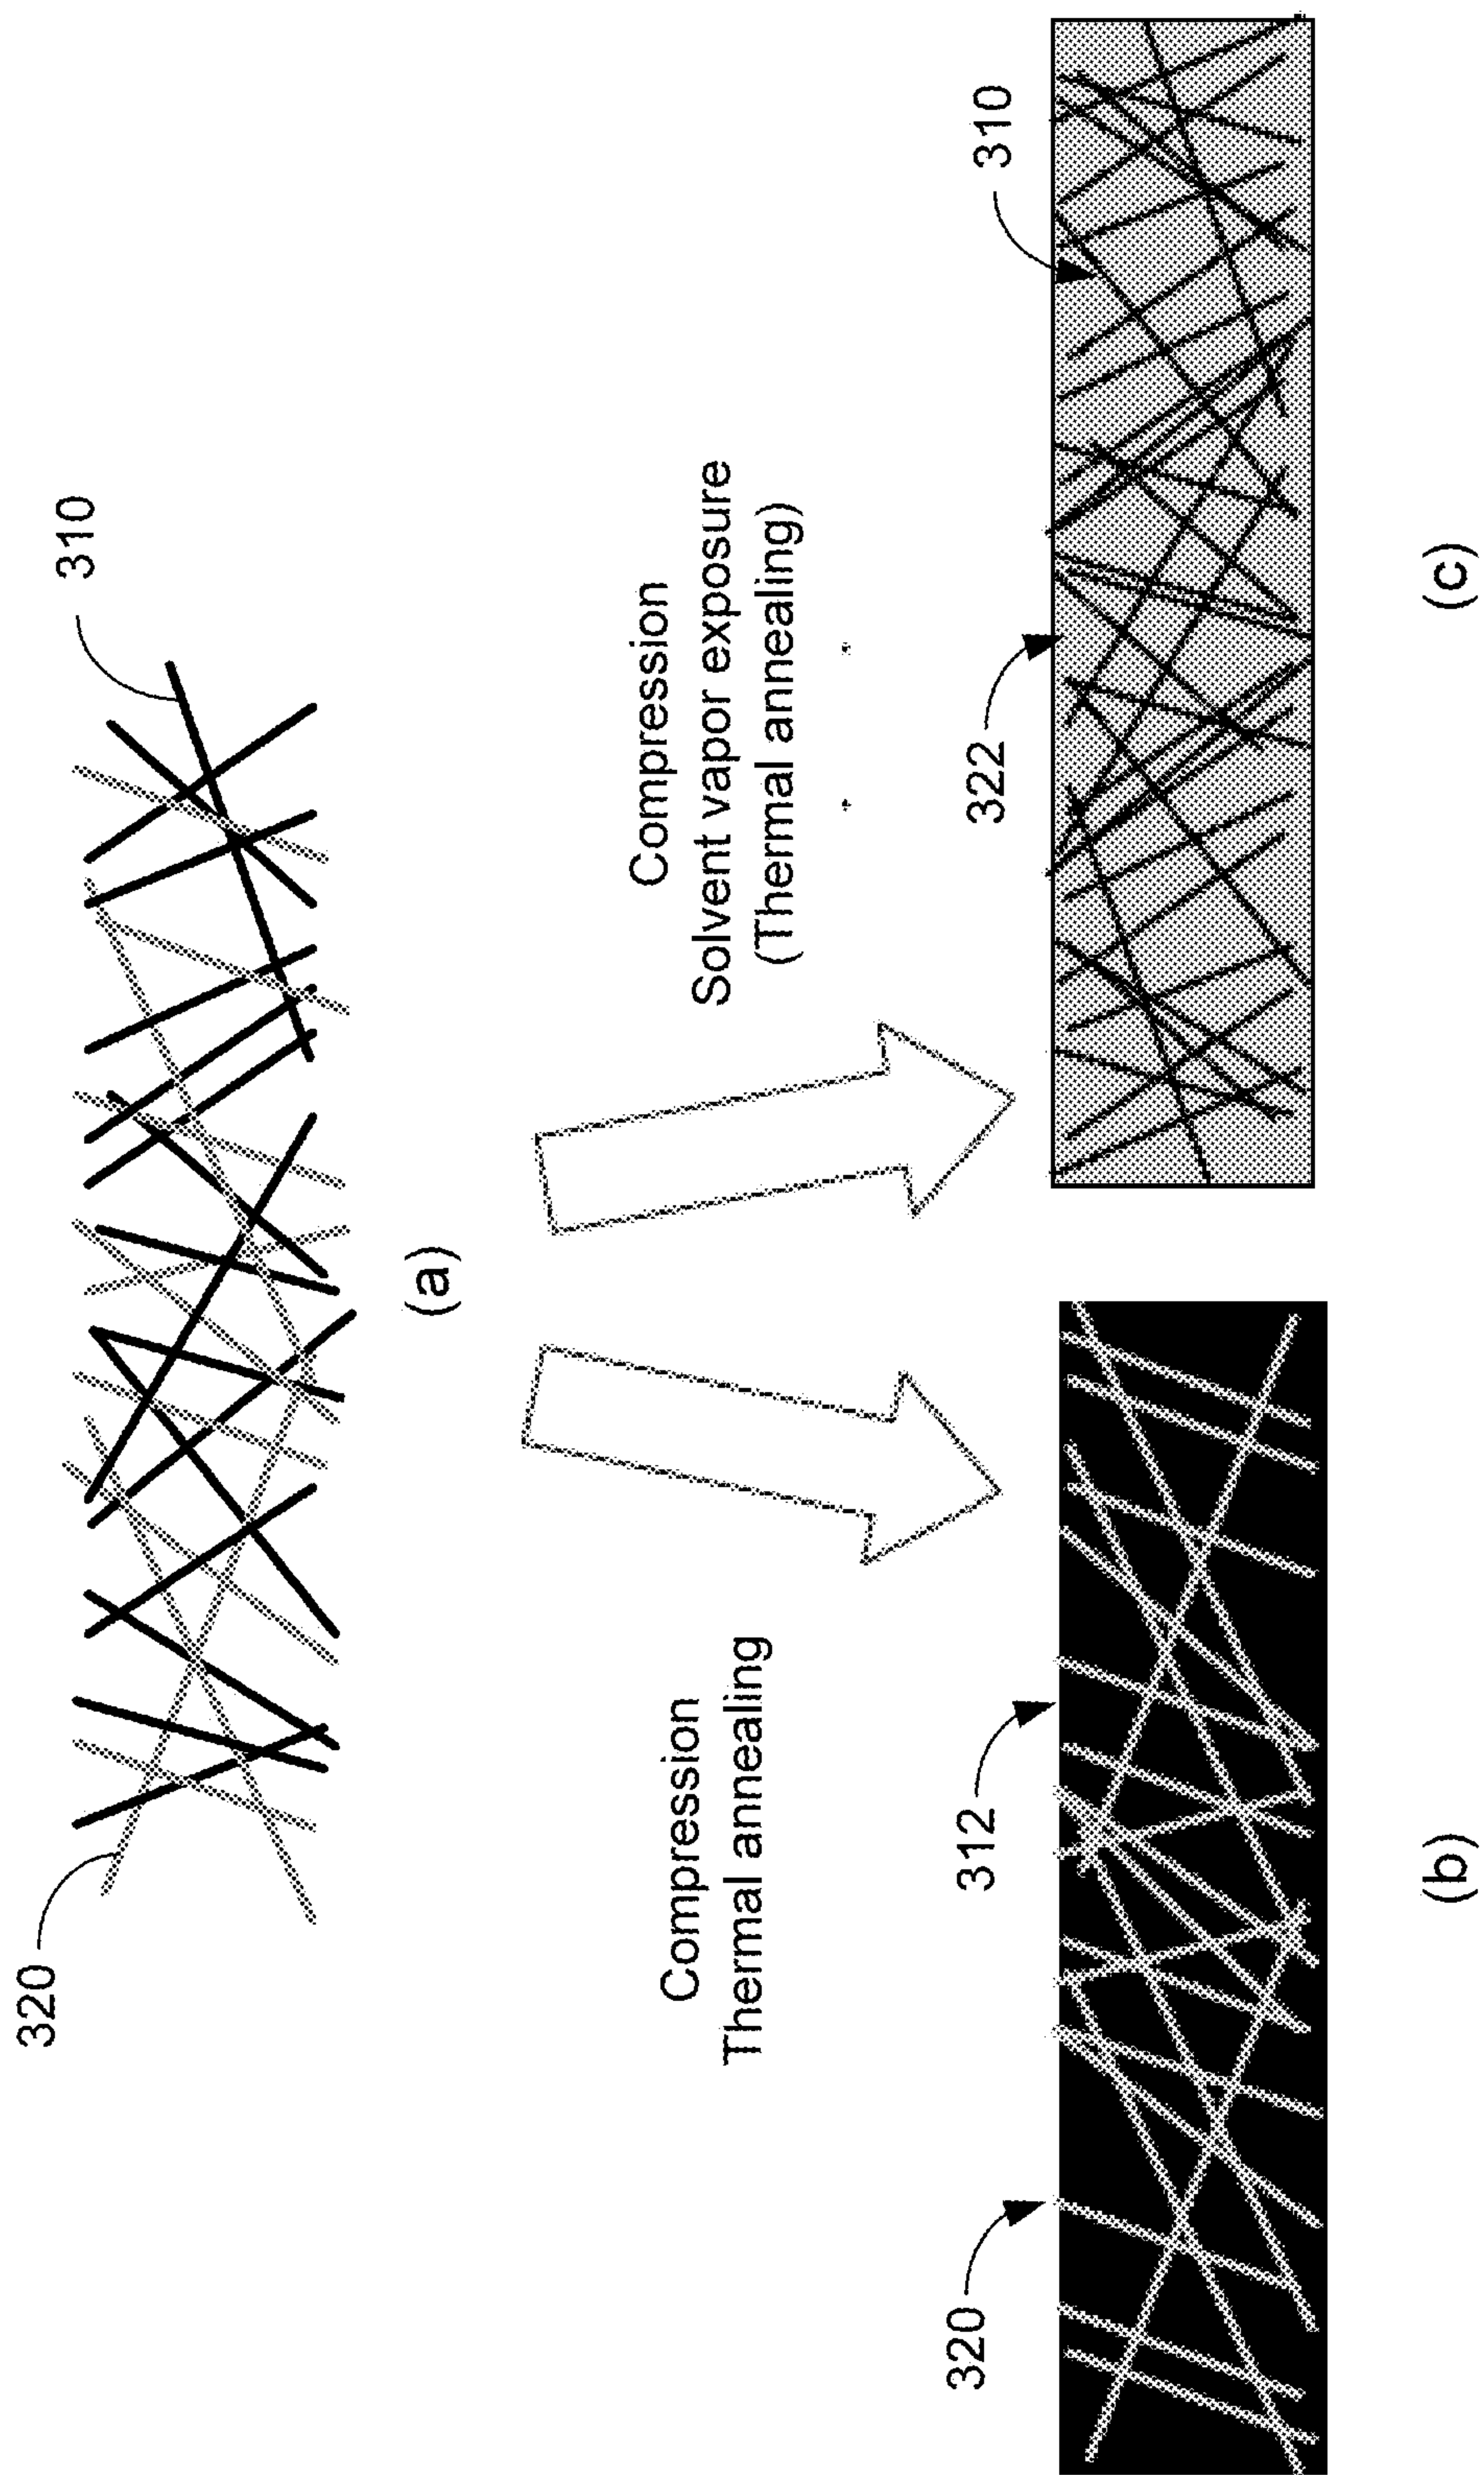 320
310
(a)
Compression
Thermal annealing
Compression
Solvent vapor exposure
(Thermal annealing)
320
312
322
310
(b)
(c)